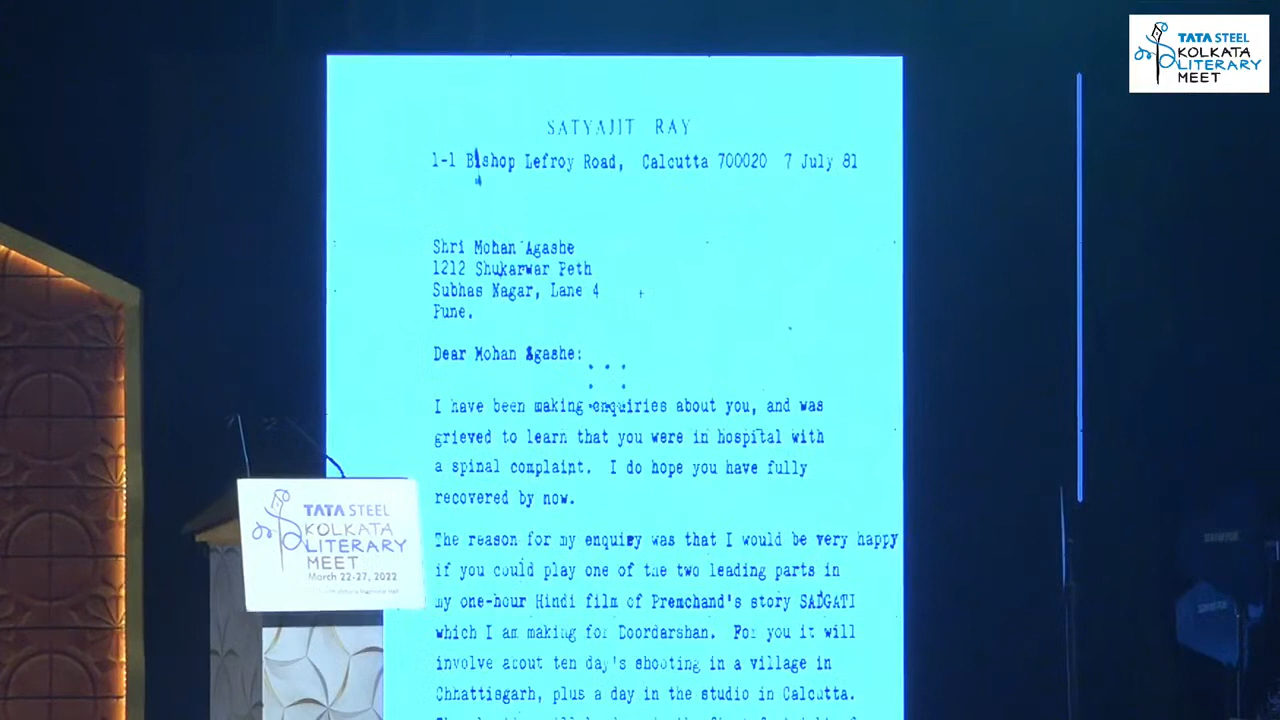 TATA STEEL
KOLKATA
LITERARY
MEET
SATYAJIT RAY
1-1 Bishop Lefroy Road, Calcutta 700020 7 July 81
Shri Mohan Agashe
1212 Shukarwar Peth
Subhas Nagar, Lane 4
Pune.
Dear Mohan Agashe:
I have been making enquiries about you, and was
grieved to learn that you were in hospital with
a spinal complaint. I do hope you have fully
recovered by now.
The reason for my enquiry was that I would be very happy
if you could play one of the two leading parts in
my one-hour Hindi film of Premchand's story SADGATI
which I am making for Doordarshan. For you it will
involve about ten day's shooting in a village in
Chhattisgarh, plus a day in the studio in Calcutta.
TATA STEEL
KOLKATA
LITERARY
MEET
March 22-27, 2022